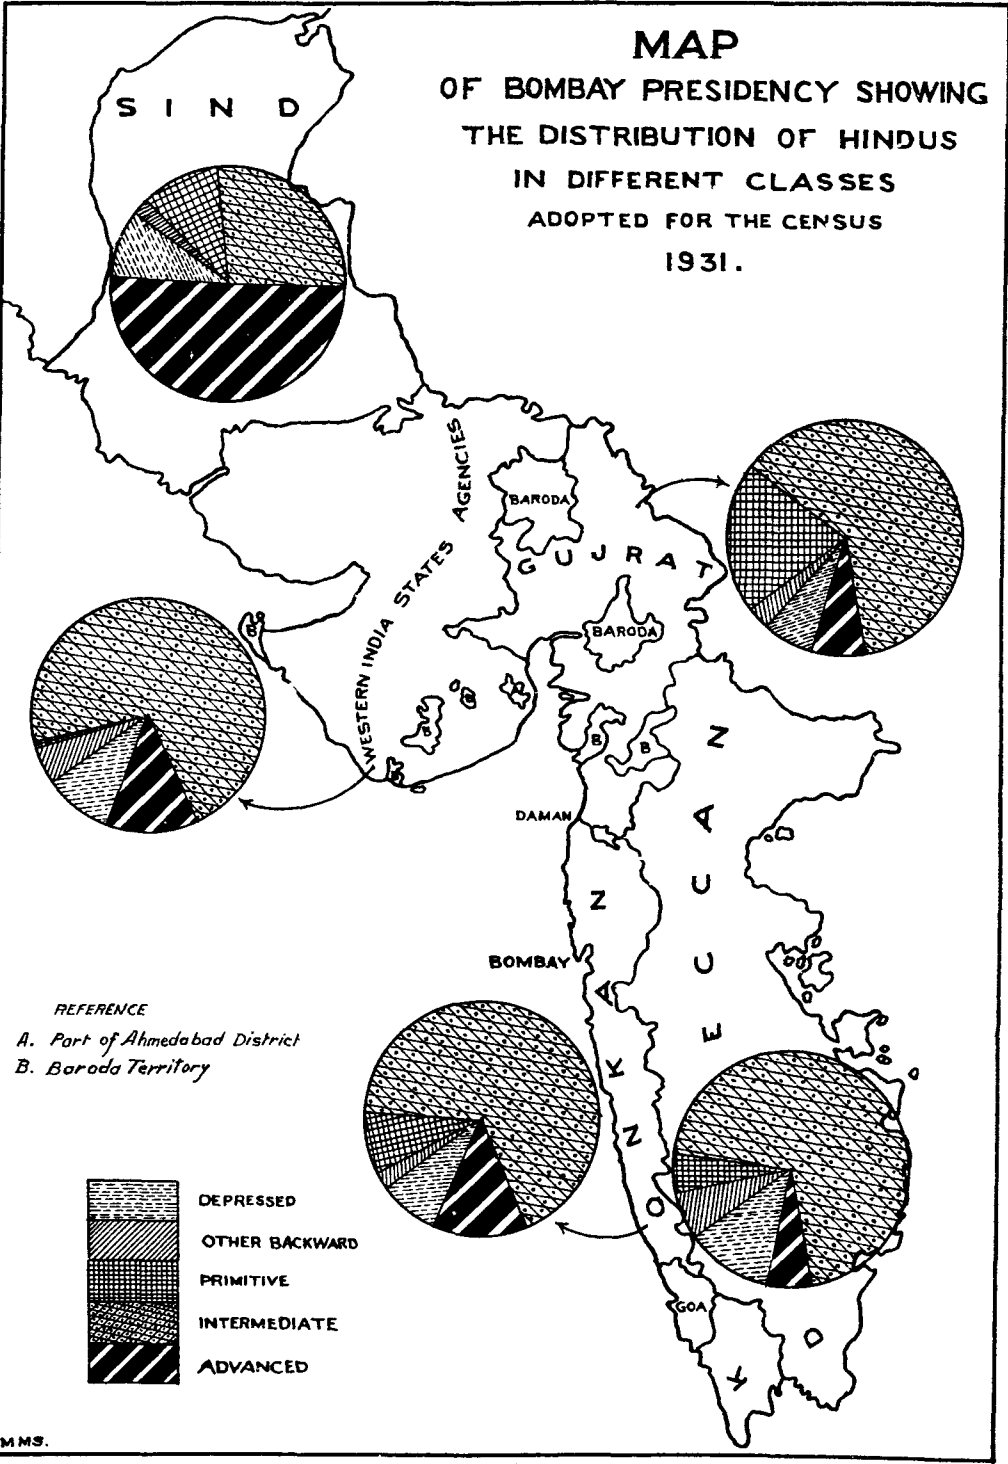 MAP
OF BOMBAY PRESIDENCY SHOWING
THE DISTRIBUTION OF HINDUS
IN DIFFERENT CLASSES
ADOPTED FOR THE CENSUS
1931.
SIND
WESTERN INDIA STATES AGENCIES
BARODA
GUJRAT
BARODA
B
B
B
DAMAN
BOMBAY
KONKAN
DECCAN
GOA
REFERENCE
A. Part of Ahmedabad District
B. Baroda Territory
DEPRESSED
OTHER BACKWARD
PRIMITIVE
INTERMEDIATE
ADVANCED
MMS.